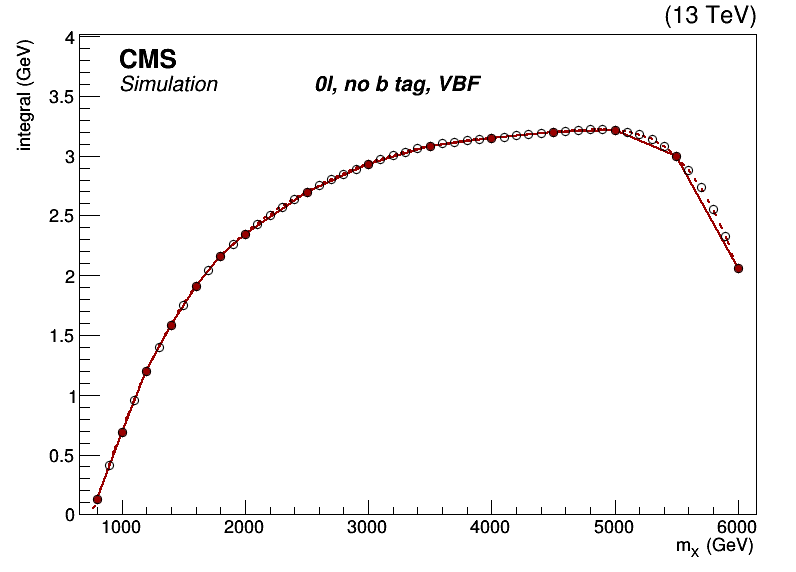 (13 TeV)
CMS
Simulation
0l, no b tag, VBF
integral (GeV)
4
3.5
3
2.5
2
1.5
1
0.5
0
1000 2000 3000 4000 5000 6000
mX (GeV)